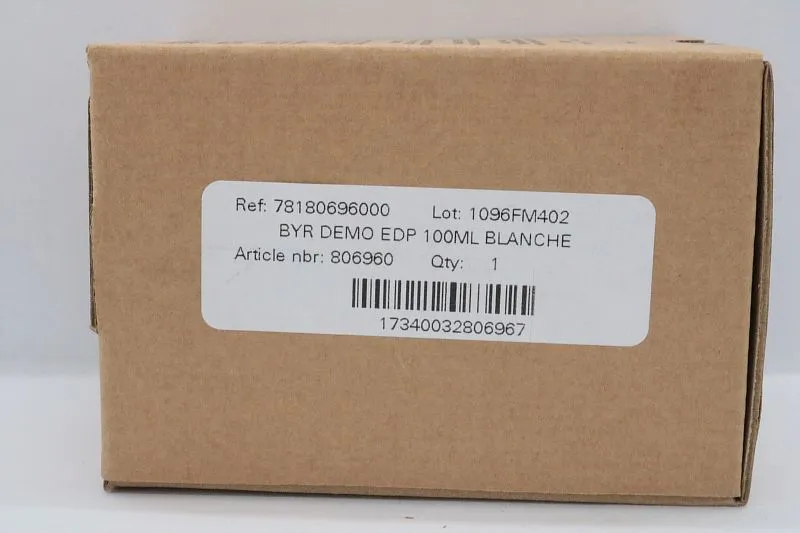 Ref: 78180696000 Lot: 1096FM402
BYR DEMO EDP 100ML BLANCHE
Article nbr: 806960 Qty: 1
17340032806967